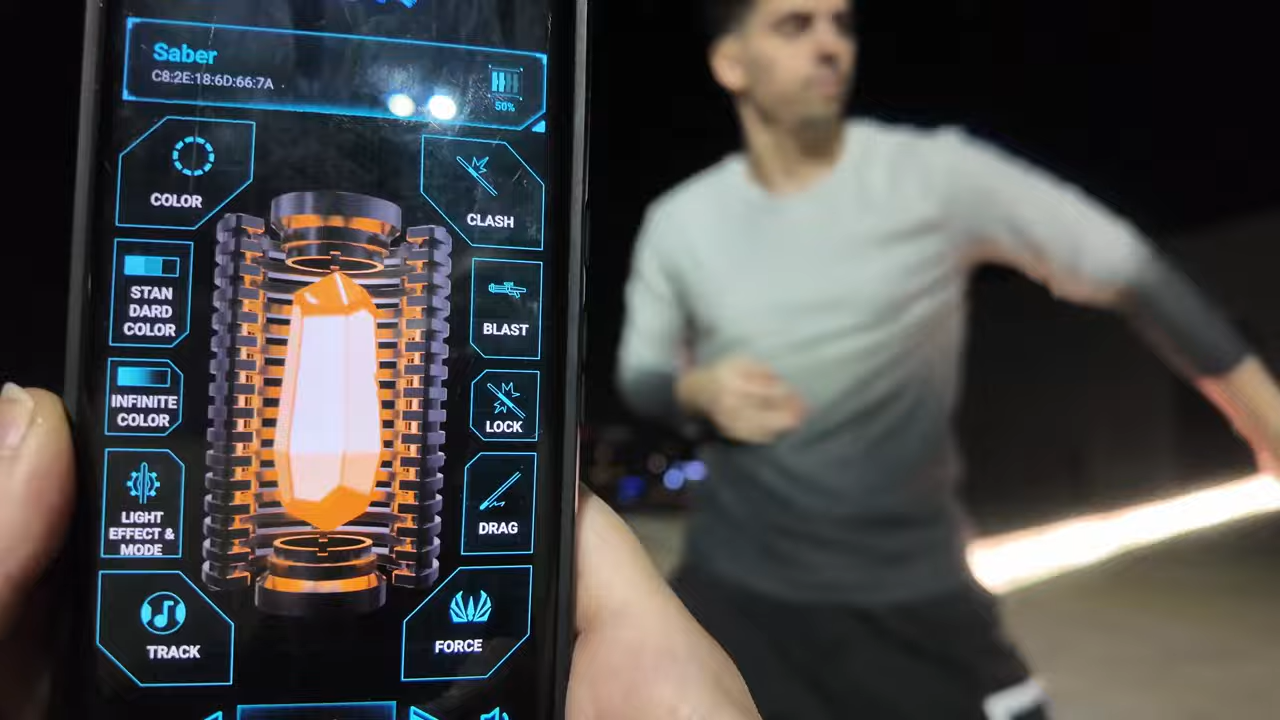 Saber
C8:2E:18:6D:66:7A
50%
COLOR
CLASH
STAN
DARD
COLOR
BLAST
INFINITE
COLOR
LOCK
LIGHT
EFFECT &
MODE
DRAG
TRACK
FORCE